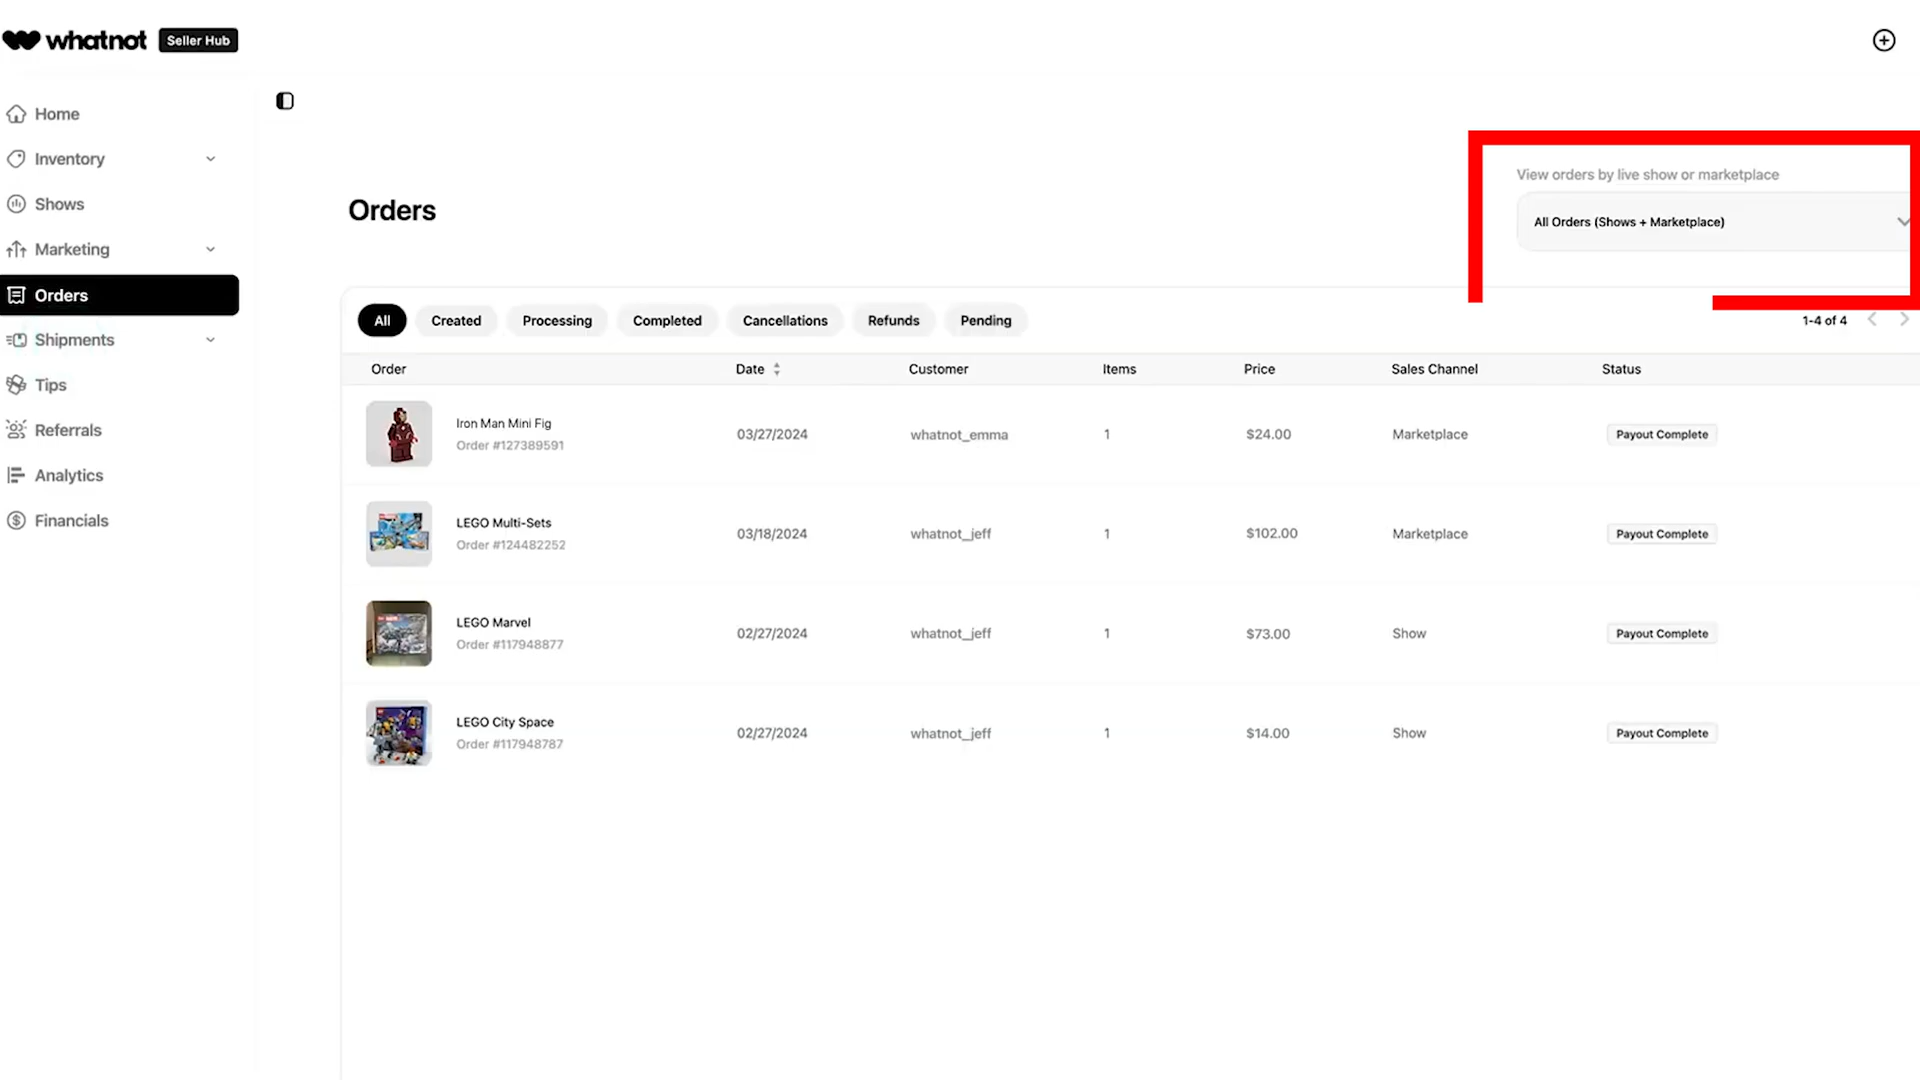 whatnot Seller Hub
Home
Inventory
Shows
Marketing
Orders
Shipments
Tips
Referrals
Analytics
Financials
Orders
View orders by live show or marketplace
All Orders (Shows + Marketplace)
All Created Processing Completed Cancellations Refunds Pending
1-4 of 4
Order Date Customer Items Price Sales Channel Status
Iron Man Mini Fig
Order #127389591
03/27/2024 whatnot_emma 1 $24.00 Marketplace Payout Complete
LEGO Multi-Sets
Order #124482252
03/18/2024 whatnot_jeff 1 $102.00 Marketplace Payout Complete
LEGO Marvel
Order #117948877
02/27/2024 whatnot_jeff 1 $73.00 Show Payout Complete
LEGO City Space
Order #117948787
02/27/2024 whatnot_jeff 1 $14.00 Show Payout Complete